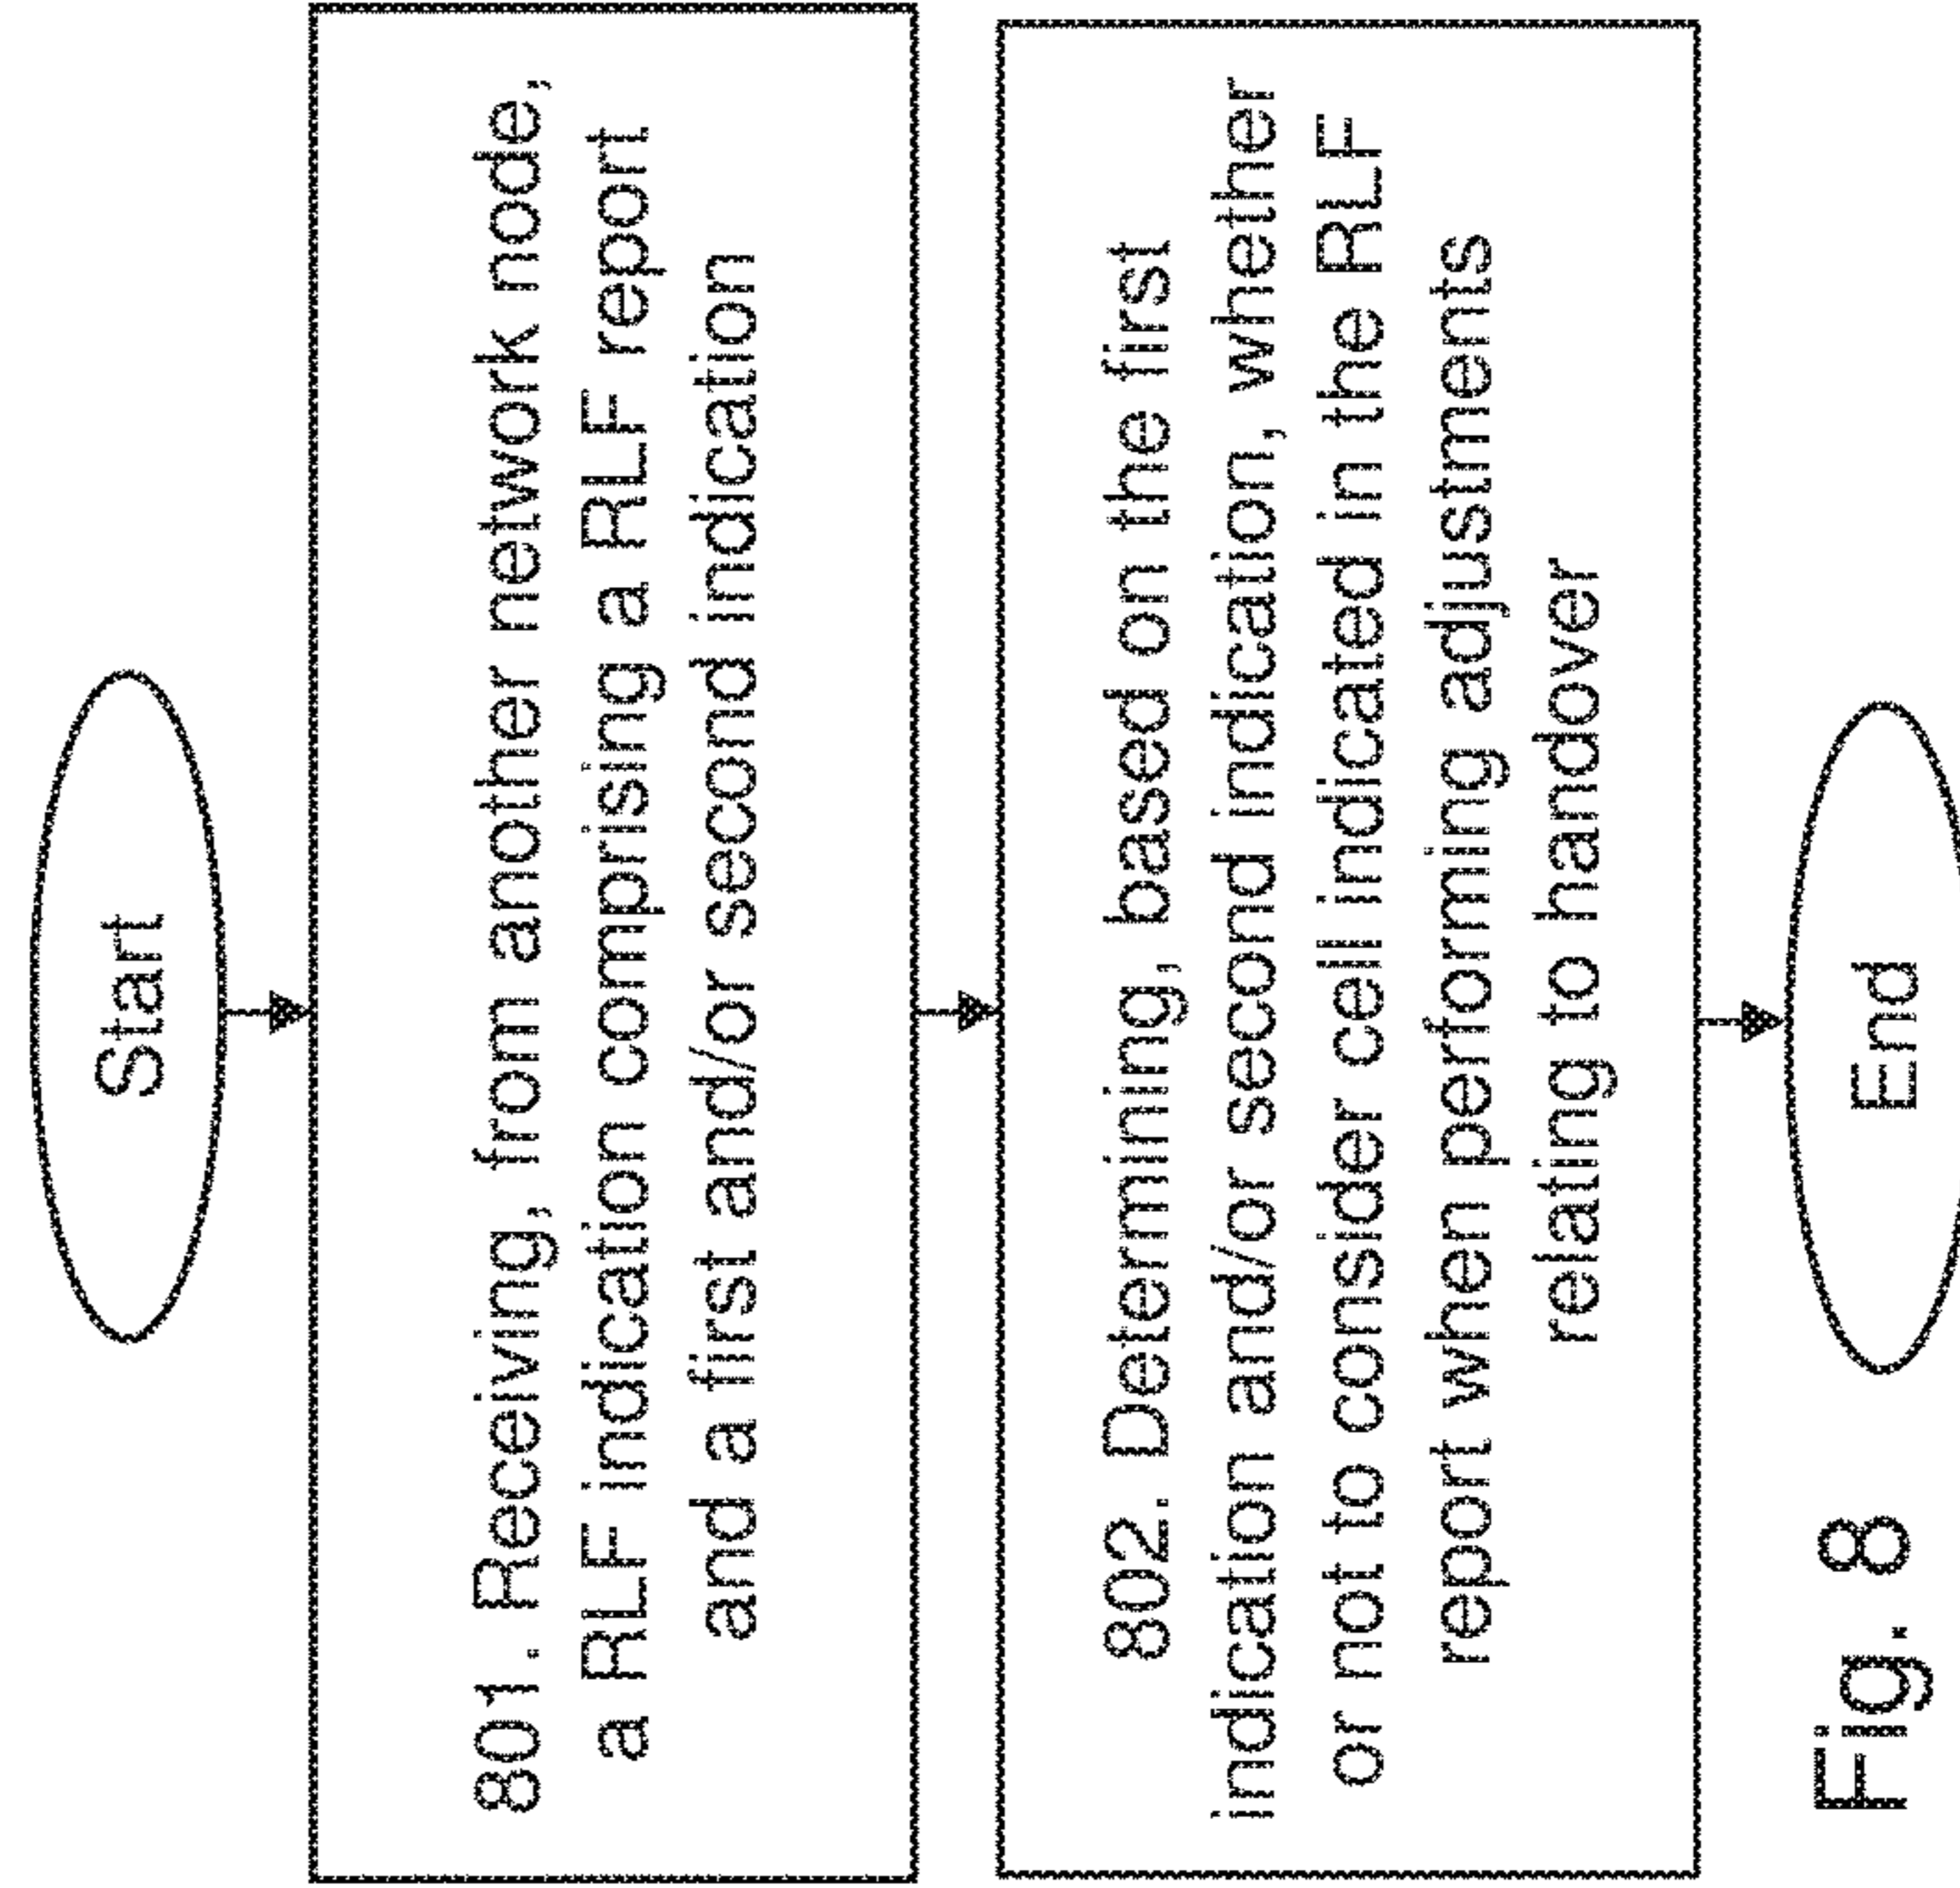 Start
801. Receiving, from another network node,
a RLF indication comprising a RLF report
and a first and/or second indication
802. Determining, based on the first
indication and/or second indication, whether
or not to consider cell indicated in the RLF
report when performing adjustments
relating to handover
End
Fig. 8